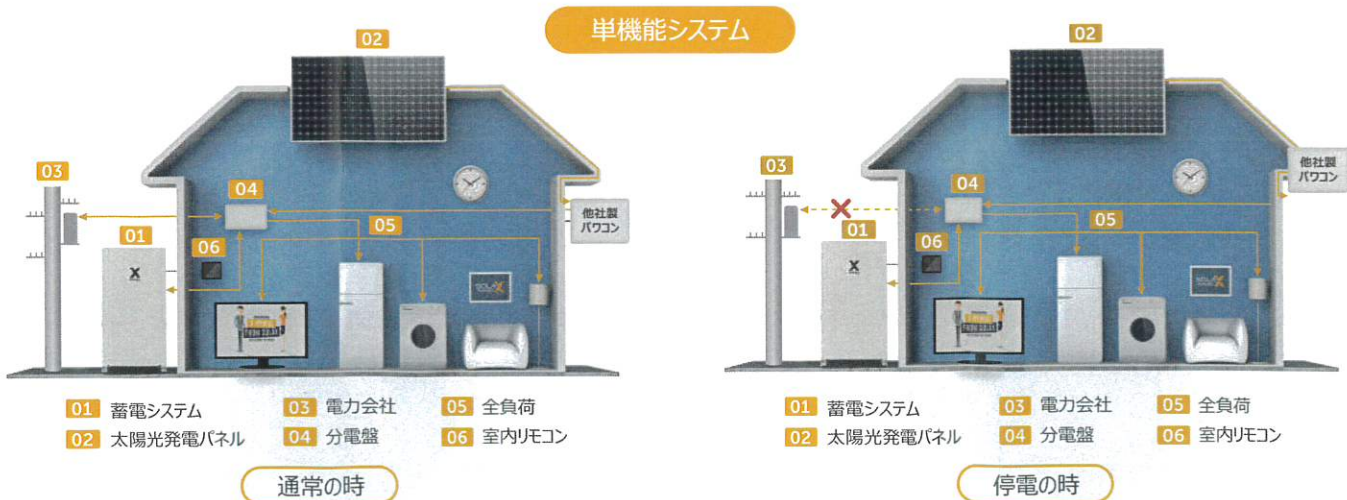 単機能システム
02
03
04
05
01
06
他社製
パワコン
X
SOLAX
01 蓄電システム
02 太陽光発電パネル
03 電力会社
04 分電盤
05 全負荷
06 室内リモコン
通常の時
02
03
04
05
01
06
他社製
パワコン
X
SOLAX
01 蓄電システム
02 太陽光発電パネル
03 電力会社
04 分電盤
05 全負荷
06 室内リモコン
停電の時